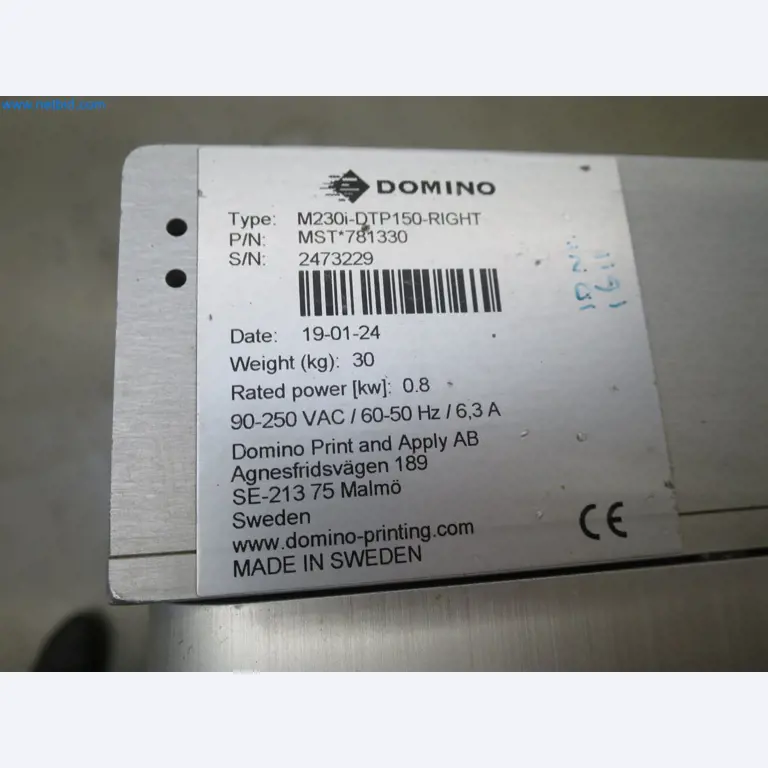 DOMINO
Type: M230i-DTP150-RIGHT
P/N: MST*781330
S/N: 2473229
Date: 19-01-24
Weight (kg): 30
Rated power [kw]: 0.8
90-250 VAC / 60-50 Hz / 6,3 A
Domino Print and Apply AB
Agnesfridsvägen 189
SE-213 75 Malmö
Sweden
www.domino-printing.com
MADE IN SWEDEN
CE